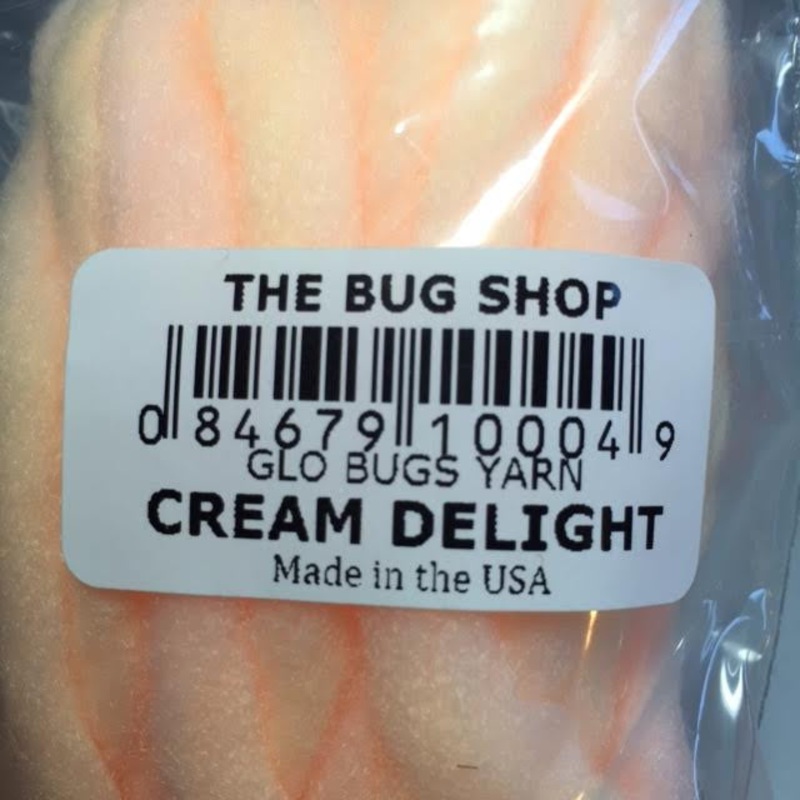 THE BUG SHOP
0 84679 10004 9
GLO BUGS YARN
CREAM DELIGHT
Made in the USA